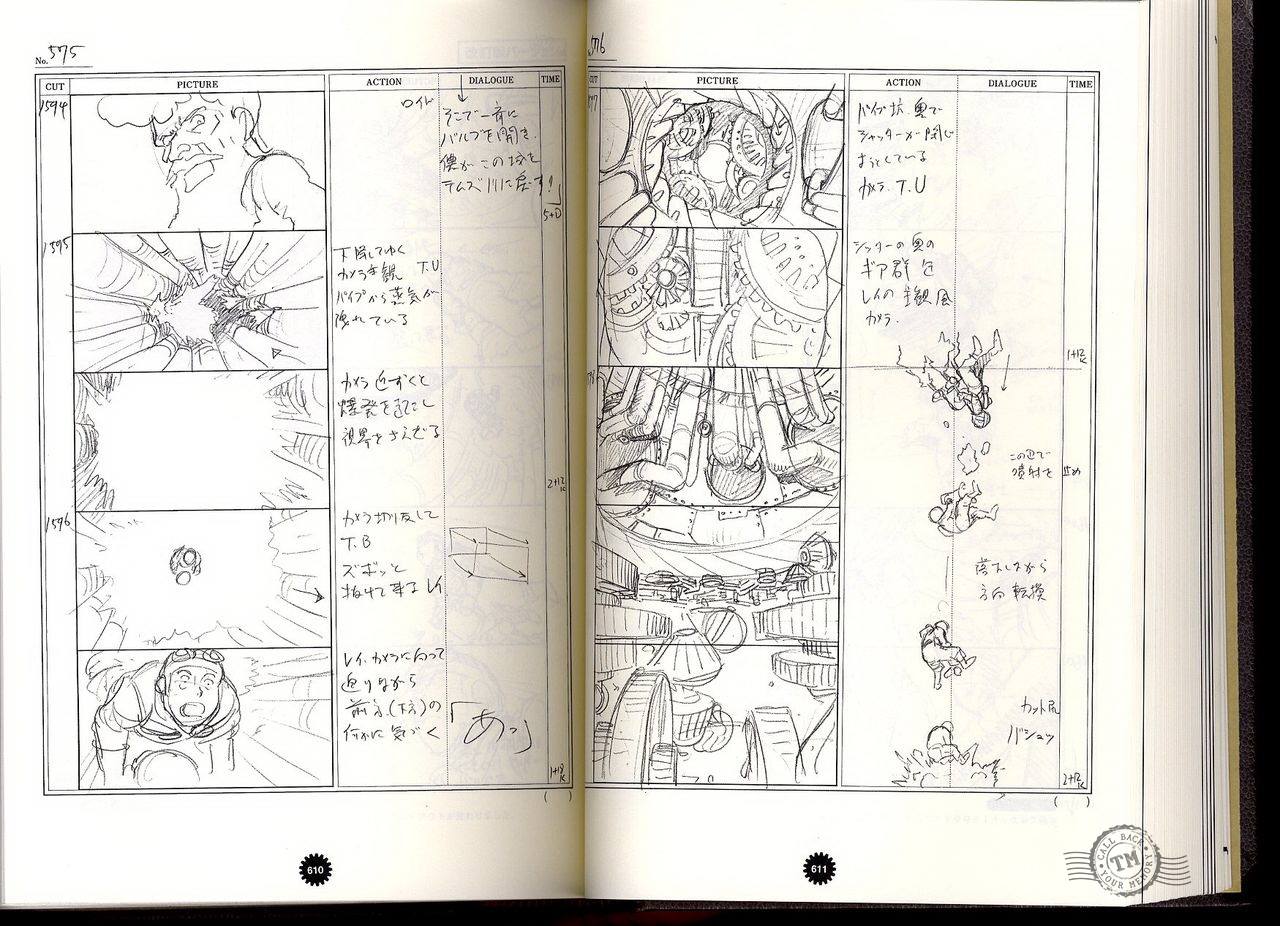 No. 575
CUT
PICTURE
ACTION
DIALOGUE
TIME
1594
ロイド
そこで一斉に
バルブを開き
僕がこの城を
テムズ川に戻す!
5+0
1595
下降してゆく
カメラ主観 T.U
パイプから蒸気が
洩れている
カメラ近ずくと
爆発を起こし
視界をさえぎる
2+12
K
1596
カメラ切り返して
T.B
ズボッと
抜けて来るレイ
レイ、カメラに向って
迫りながら
前方(下方)の
何かに気づく
「あっ」
1+18
K
( )
610
576
CUT
PICTURE
ACTION
DIALOGUE
TIME
パイプ坑 奥で
シャッターが閉じ
ようとしている
カメラ T.U
シャッターの奥の
ギア群を
レイの主観風
カメラ.
1+12
K
この辺で
噴射を 止め
落下しながら
方向転換
カット尻
バシュッ
2+12
K
( )
611
CALL BACK
TM
YOUR MEMORY